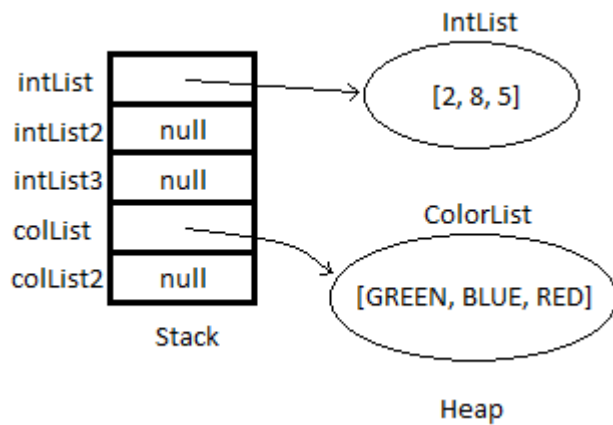 IntList
intList
[2, 8, 5]
intList2 null
intList3 null
colList
ColorList
colList2 null
[GREEN, BLUE, RED]
Stack
Heap